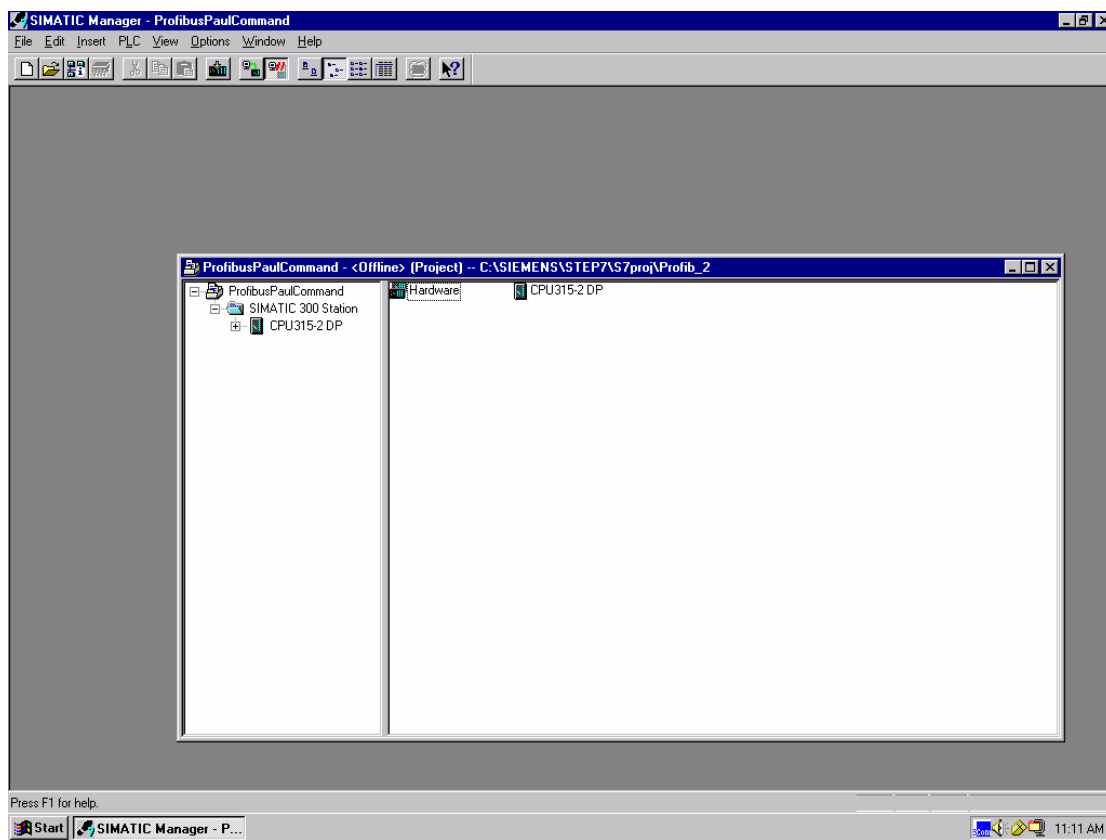 SIMATIC Manager - ProfibusPaulCommand
File Edit Insert PLC View Options Window Help
ProfibusPaulCommand - <Offline> (Project) -- C:\SIEMENS\STEP7\S7proj\Profib_2
ProfibusPaulCommand
SIMATIC 300 Station
CPU315-2 DP
Hardware CPU315-2 DP
Press F1 for help.
Start SIMATIC Manager - P... 11:11 AM